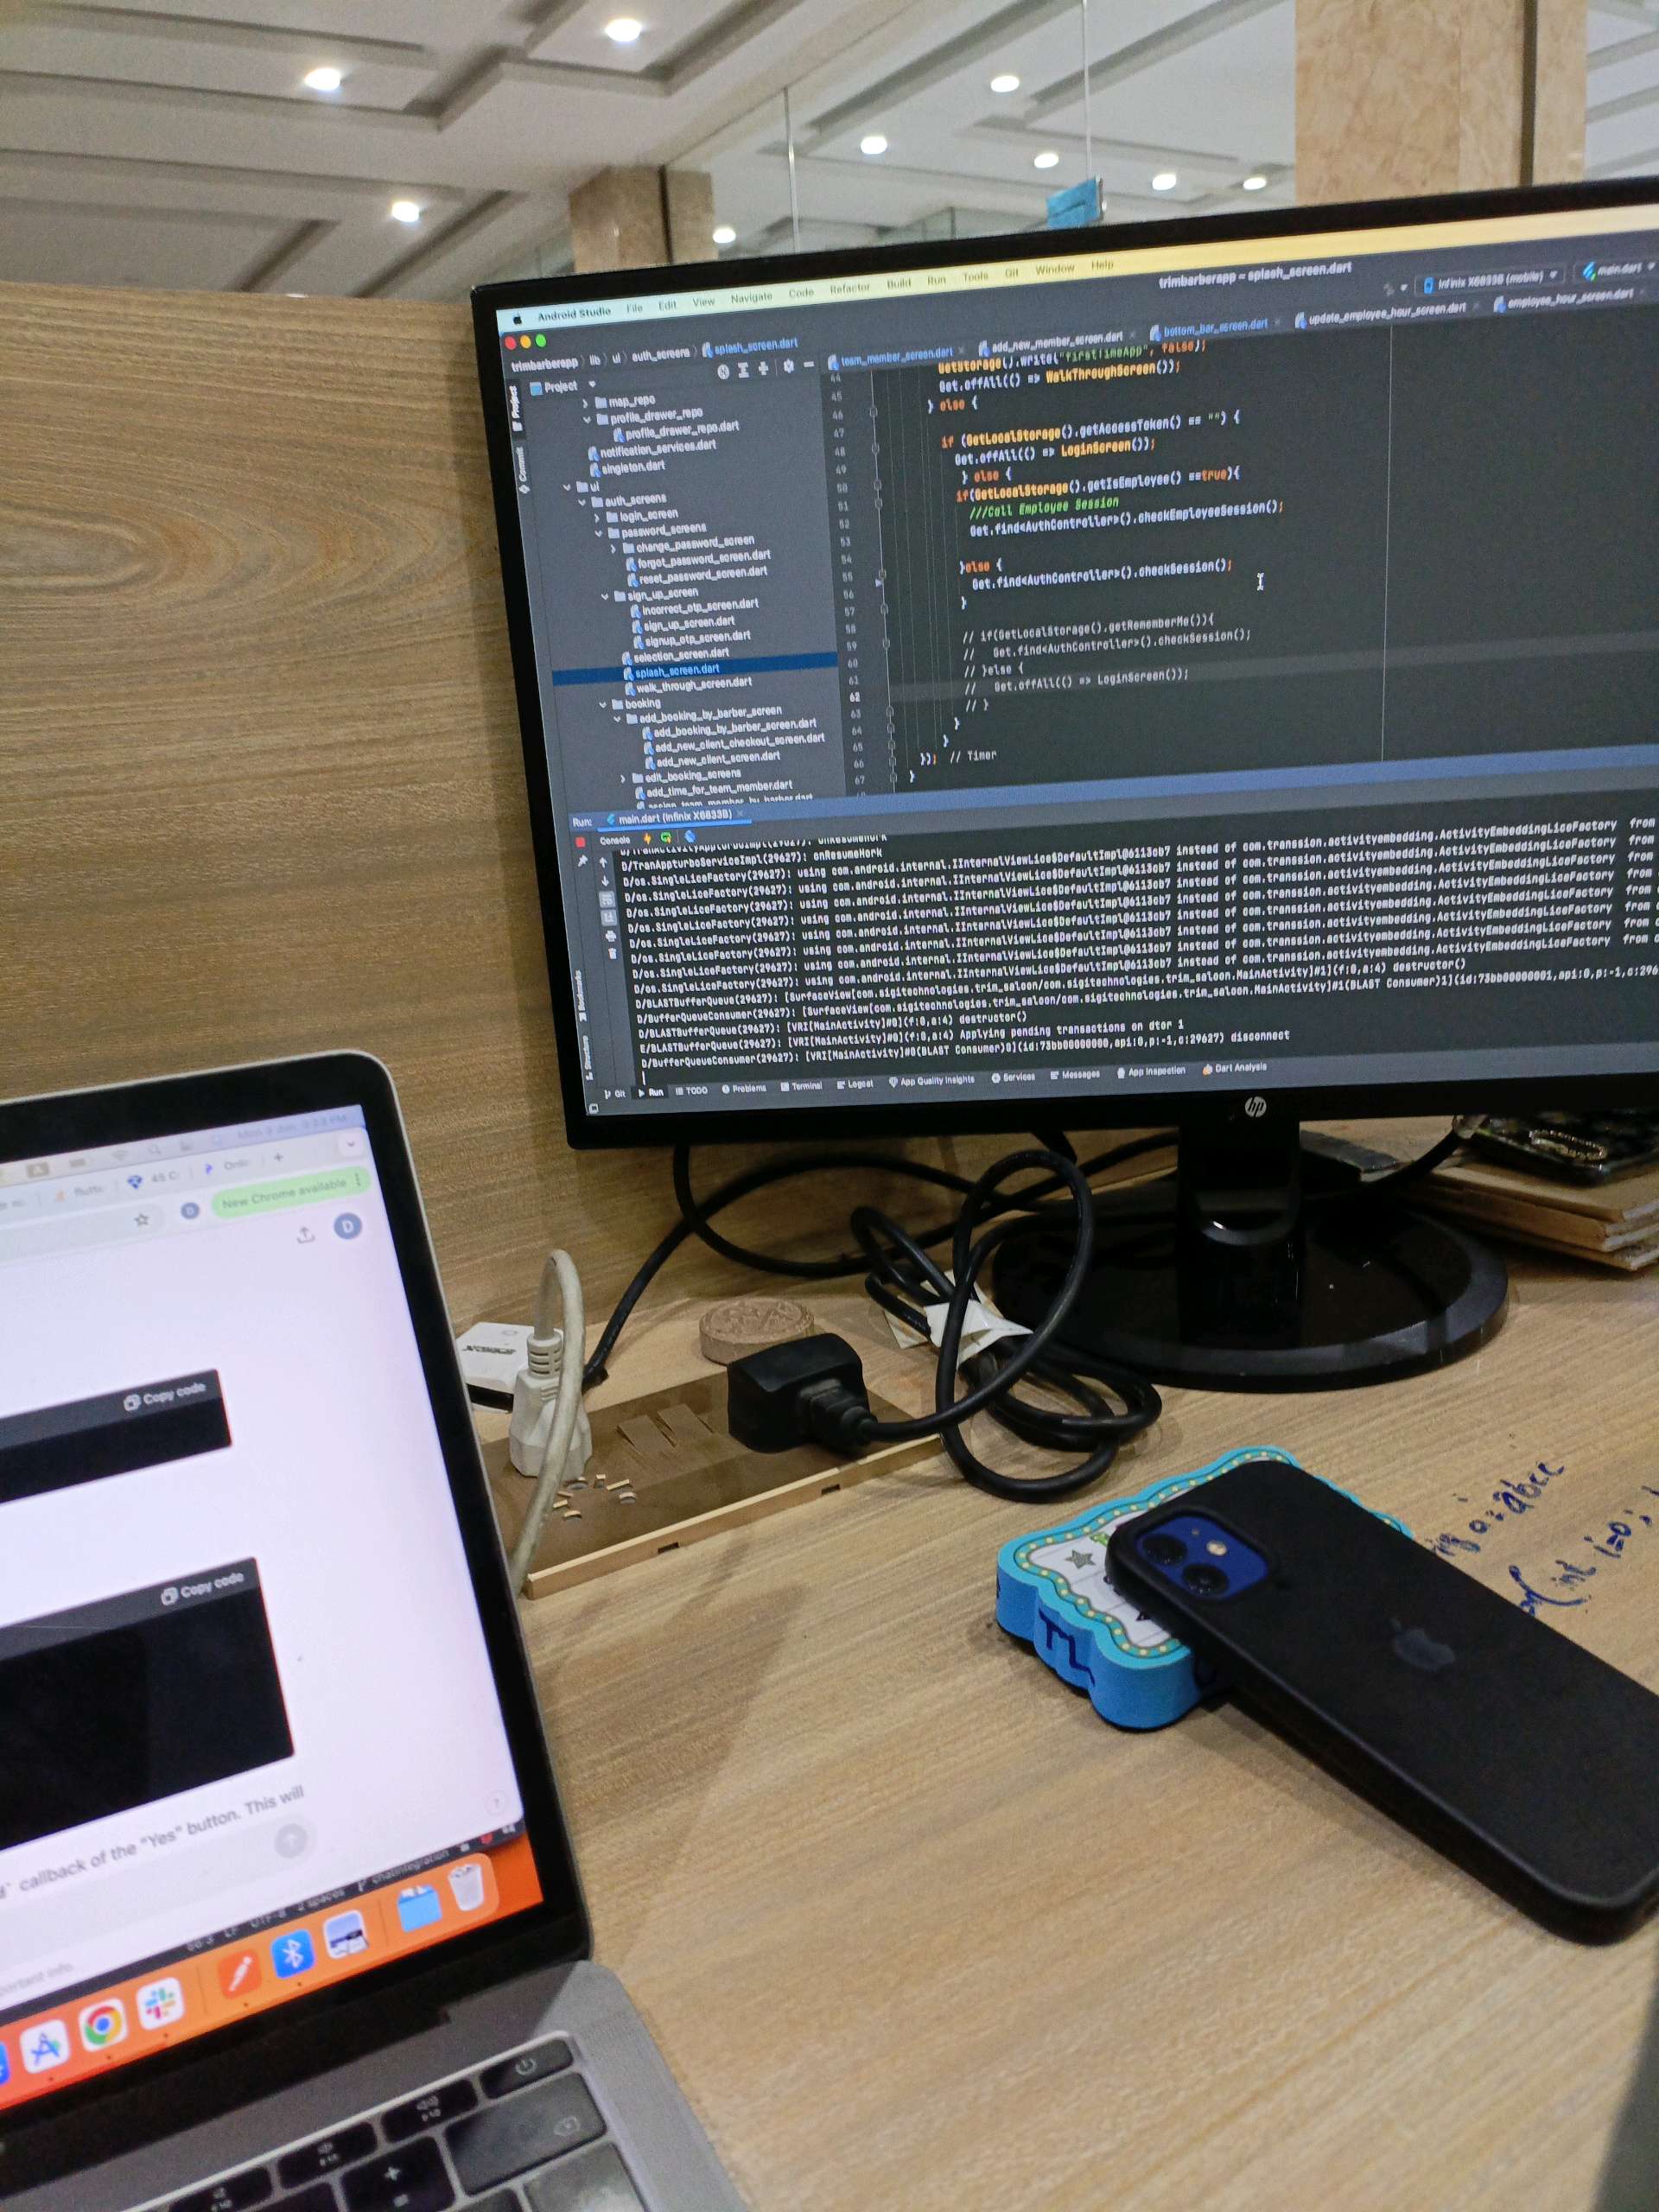 Android Studio File Edit View Navigate Code Refactor Build Run Tools Git Window Help
trimbarberapp – splash_screen.dart
trimbarberapp lib ui auth_screens splash_screen.dart
Infinix X6833B (mobile) main.dart
team_member_screen.dart add_new_member_screen.dart bottom_bar_screen.dart update_employee_hour_screen.dart employee_hour_screen.dart
Project
Project
Commit
map_repo
profile_drawer_repo
profile_drawer_repo.dart
notification_services.dart
singleton.dart
ui
auth_screens
login_screen
password_screens
change_password_screen
forgot_password_screen.dart
reset_password_screen.dart
sign_up_screen
incorrect_otp_screen.dart
sign_up_screen.dart
signup_otp_screen.dart
selection_screen.dart
splash_screen.dart
walk_through_screen.dart
booking
add_booking_by_barber_screen
add_booking_by_barber_screen.dart
add_new_client_checkout_screen.dart
add_new_client_screen.dart
edit_booking_screens
add_time_for_team_member.dart
44 GetStorage().write("firstTimeApp", false);
45 Get.offAll(() => WalkThroughScreen());
46 } else {
47
48 if (GetLocalStorage().getAccessToken() == "") {
49 Get.offAll(() => LoginScreen());
50 } else {
51 if(GetLocalStorage().getIsEmployee() ==true){
52 ///Call Employee Session
53 Get.find<AuthController>().checkEmployeeSession();
54
55 }else {
56 Get.find<AuthController>().checkSession();
57 }
58
59 // if(GetLocalStorage().getRememberMe()){
60 // Get.find<AuthController>().checkSession();
61 // }else {
62 // Get.offAll(() => LoginScreen());
63 // }
64 }
65 }
66 }); // Timer
67 }
Run: main.dart (Infinix X6833B)
Console
D/TranAppturboServiceImpl(29627): onResumeWork
D/os.SingleLiceFactory(29627): using com.android.internal.IInternalViewLice$DefaultImpl@6113cb7 instead of com.transsion.activityembedding.ActivityEmbeddingLiceFactory from
D/os.SingleLiceFactory(29627): using com.android.internal.IInternalViewLice$DefaultImpl@6113cb7 instead of com.transsion.activityembedding.ActivityEmbeddingLiceFactory from
D/os.SingleLiceFactory(29627): using com.android.internal.IInternalViewLice$DefaultImpl@6113cb7 instead of com.transsion.activityembedding.ActivityEmbeddingLiceFactory from
D/os.SingleLiceFactory(29627): using com.android.internal.IInternalViewLice$DefaultImpl@6113cb7 instead of com.transsion.activityembedding.ActivityEmbeddingLiceFactory from
D/os.SingleLiceFactory(29627): using com.android.internal.IInternalViewLice$DefaultImpl@6113cb7 instead of com.transsion.activityembedding.ActivityEmbeddingLiceFactory from
D/os.SingleLiceFactory(29627): using com.android.internal.IInternalViewLice$DefaultImpl@6113cb7 instead of com.transsion.activityembedding.ActivityEmbeddingLiceFactory from
D/os.SingleLiceFactory(29627): using com.android.internal.IInternalViewLice$DefaultImpl@6113cb7 instead of com.transsion.activityembedding.ActivityEmbeddingLiceFactory from
D/BLASTBufferQueue(29627): [SurfaceView[com.sigitechnologies.trim_saloon/com.sigitechnologies.trim_saloon.MainActivity]#1](f:0,a:4) destructor()
D/BufferQueueConsumer(29627): [SurfaceView[com.sigitechnologies.trim_saloon/com.sigitechnologies.trim_saloon.MainActivity]#1(BLAST Consumer)1](id:73bb00000001,api:0,p:-1,c:296
D/BLASTBufferQueue(29627): [VRI[MainActivity]#0](f:0,a:4) destructor()
E/BLASTBufferQueue(29627): [VRI[MainActivity]#0](f:0,a:4) Applying pending transactions on dtor 1
D/BufferQueueConsumer(29627): [VRI[MainActivity]#0(BLAST Consumer)0](id:73bb00000000,api:0,p:-1,c:29627) disconnect
Bookmarks
Structure
Git Run TODO Problems Terminal Logcat App Quality Insights Services Messages App Inspection Dart Analysis
hp
New Chrome available
D
D
Copy code
Copy code
callback of the "Yes" button. This will
chatintegration
portant info.
(int i=0;